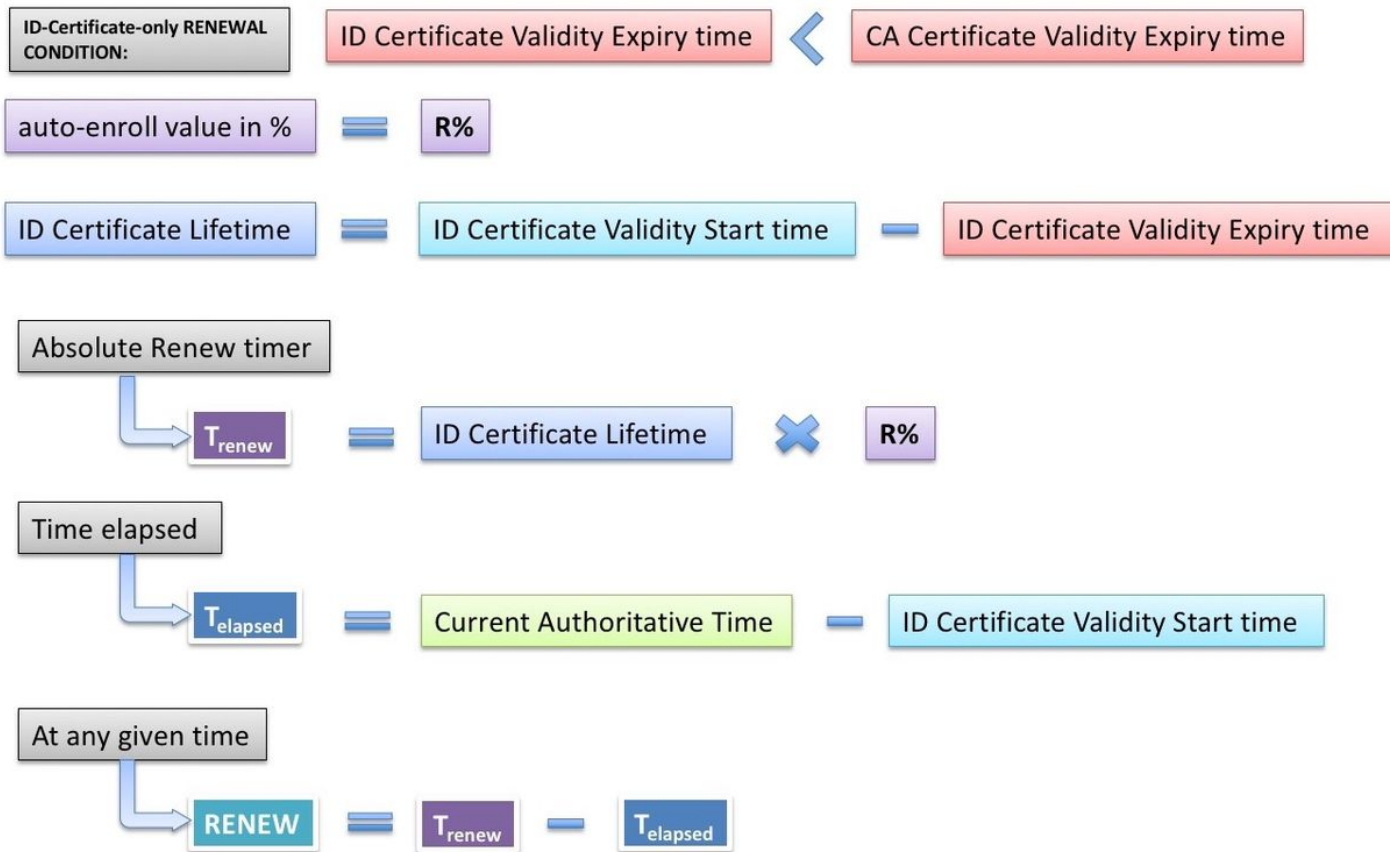 ID-Certificate-only RENEWAL
CONDITION:
ID Certificate Validity Expiry time < CA Certificate Validity Expiry time
auto-enroll value in % = R%
ID Certificate Lifetime = ID Certificate Validity Start time − ID Certificate Validity Expiry time
Absolute Renew timer
Trenew = ID Certificate Lifetime × R%
Time elapsed
Telapsed = Current Authoritative Time − ID Certificate Validity Start time
At any given time
RENEW = Trenew − Telapsed